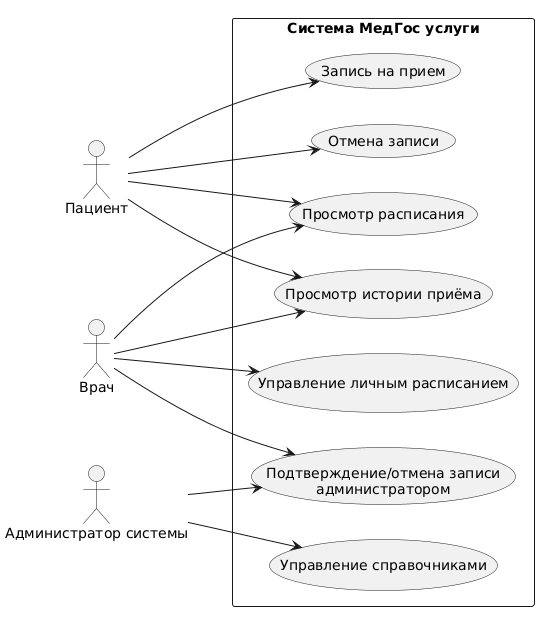 Система МедГос услуги
Запись на прием
Отмена записи
Пациент
Просмотр расписания
Просмотр истории приёма
Врач
Управление личным расписанием
Подтверждение/отмена записи
администратором
Администратор системы
Управление справочниками